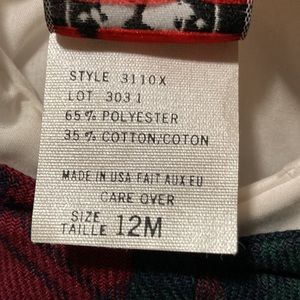 STYLE 3110X
LOT 3031
65% POLYESTER
35% COTTON/COTON
MADE IN USA FAIT AUX EU
CARE OVER
SIZE
TAILLE 12M